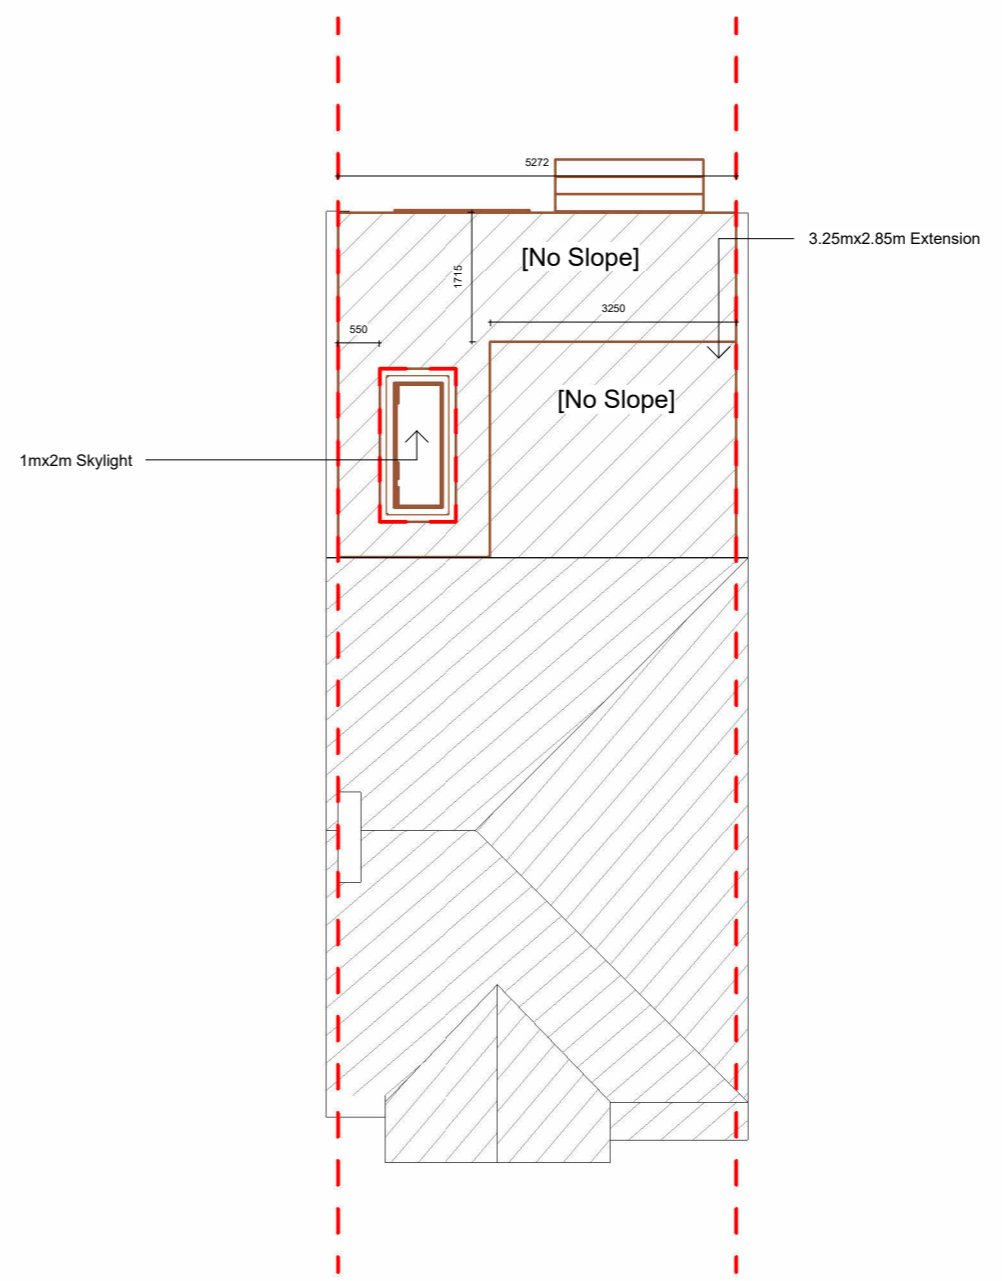 5272
3.25mx2.85m Extension
[No Slope]
1715
3250
550
[No Slope]
1mx2m Skylight